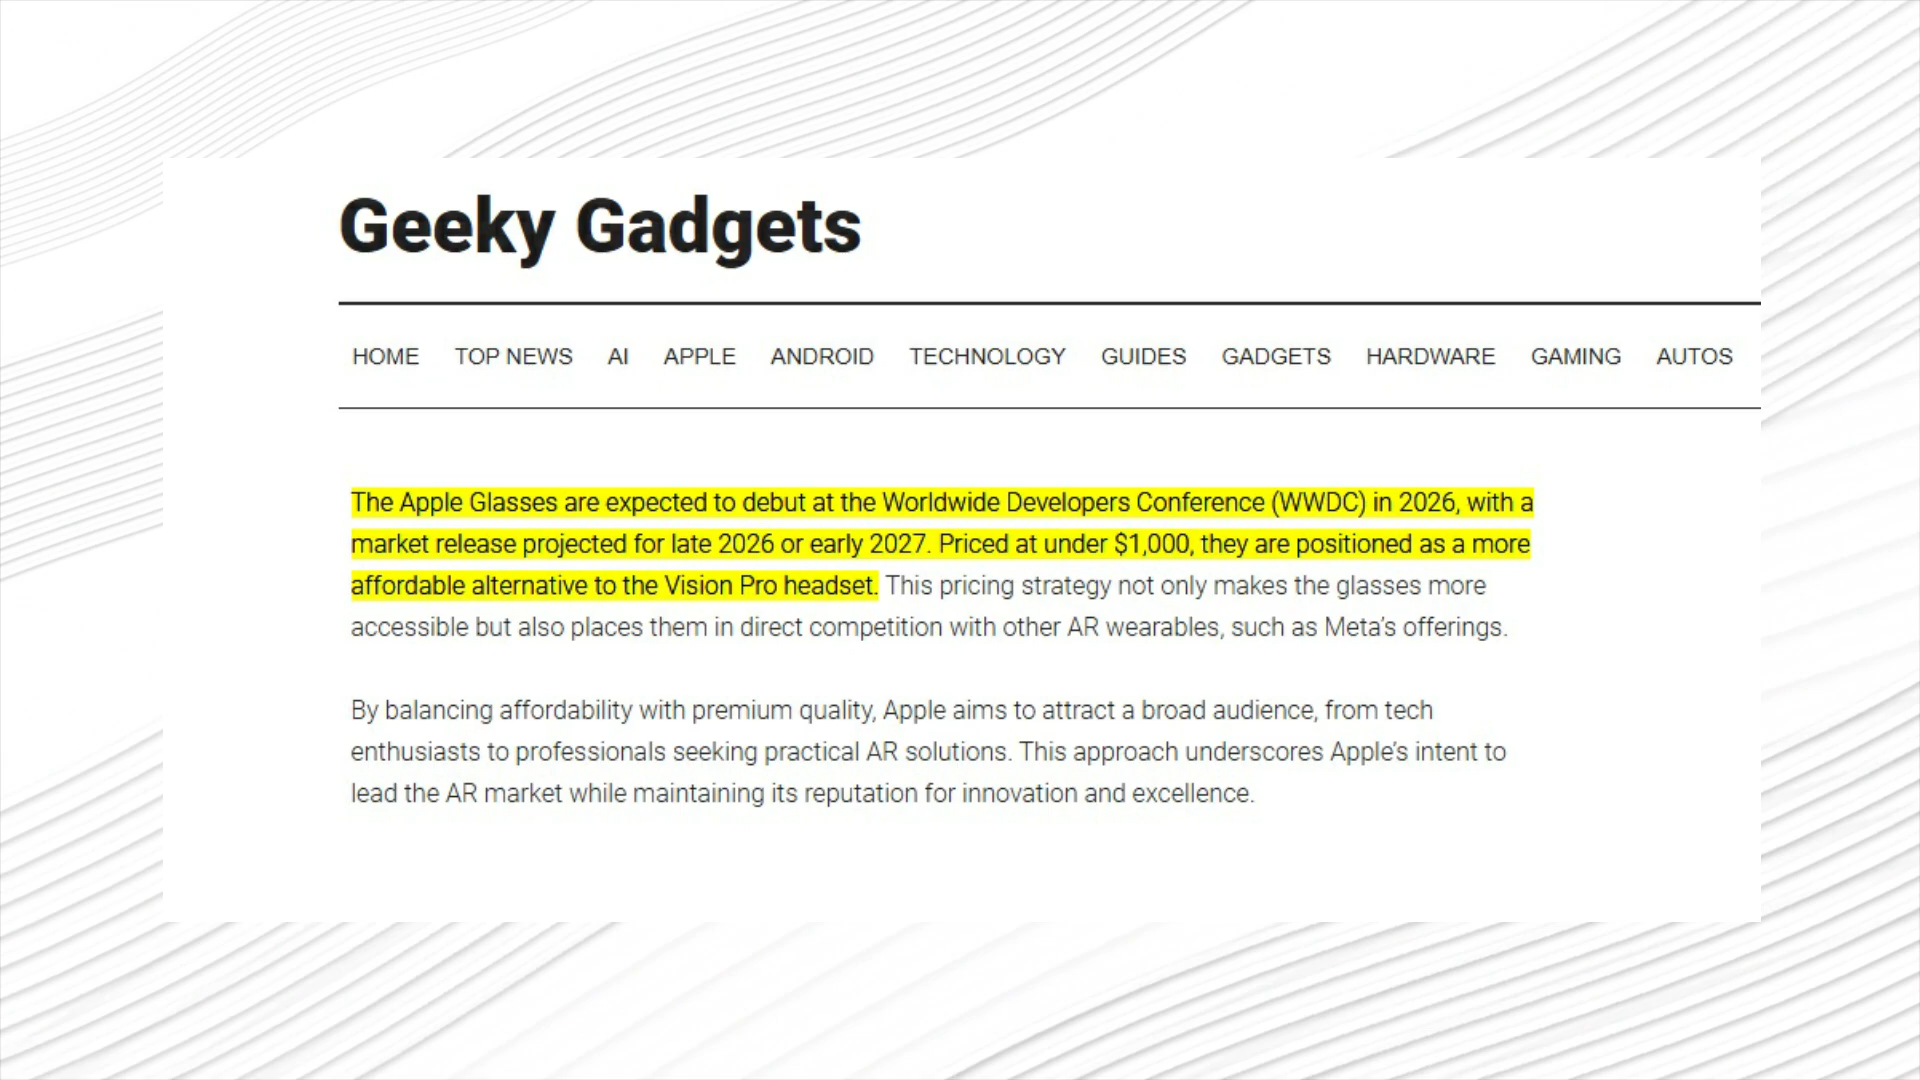 Geeky Gadgets
HOME TOP NEWS AI APPLE ANDROID TECHNOLOGY GUIDES GADGETS HARDWARE GAMING AUTOS
The Apple Glasses are expected to debut at the Worldwide Developers Conference (WWDC) in 2026, with a
market release projected for late 2026 or early 2027. Priced at under $1,000, they are positioned as a more
affordable alternative to the Vision Pro headset. This pricing strategy not only makes the glasses more
accessible but also places them in direct competition with other AR wearables, such as Meta’s offerings.
By balancing affordability with premium quality, Apple aims to attract a broad audience, from tech
enthusiasts to professionals seeking practical AR solutions. This approach underscores Apple’s intent to
lead the AR market while maintaining its reputation for innovation and excellence.